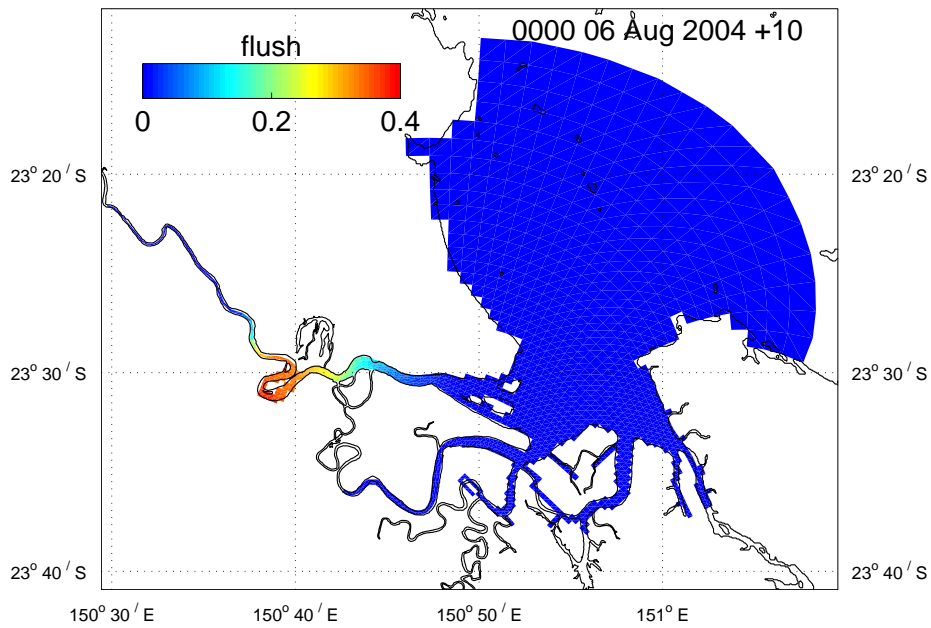 0000 06 Aug 2004 +10
flush
0 0.2 0.4
23° 20 ' S 23° 20 ' S
23° 30 ' S 23° 30 ' S
23° 40 ' S 23° 40 ' S
150° 30 ' E 150° 40 ' E 150° 50 ' E 151° ' E